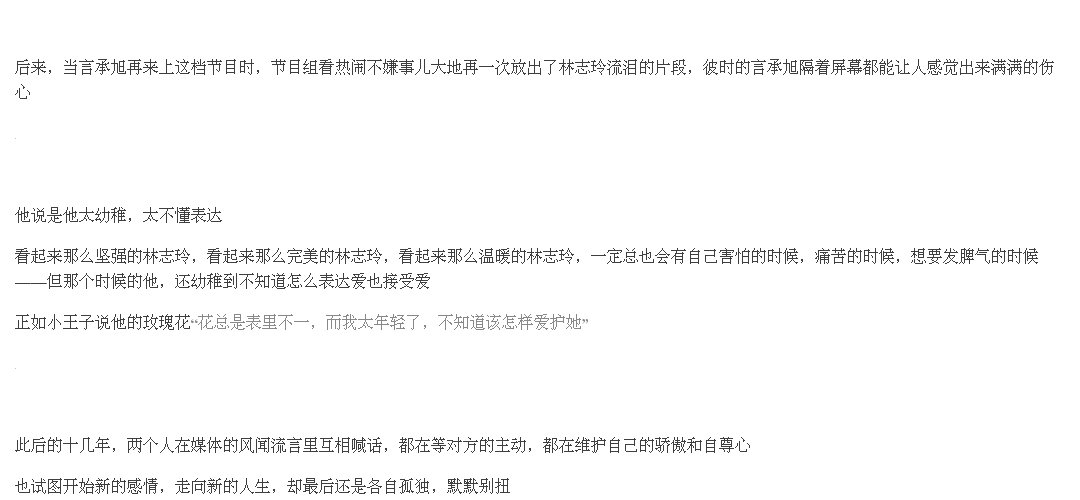 后来，当言承旭再来上这档节目时，节目组看热闹不嫌事儿大地再一次放出了林志玲流泪的片段，彼时的言承旭隔着屏幕都能让人感觉出来满满的伤
心
他说是他太幼稚，太不懂表达
看起来那么坚强的林志玲，看起来那么完美的林志玲，看起来那么温暖的林志玲，一定总也会有自己害怕的时候，痛苦的时候，想要发脾气的时候
——但那个时候的他，还幼稚到不知道怎么表达爱也接受爱
正如小王子说他的玫瑰花“花总是表里不一，而我太年轻了，不知道该怎样爱护她”
此后的十几年，两个人在媒体的风闻流言里互相喊话，都在等对方的主动，都在维护自己的骄傲和自尊心
也试图开始新的感情，走向新的人生，却最后还是各自孤独，默默别扭